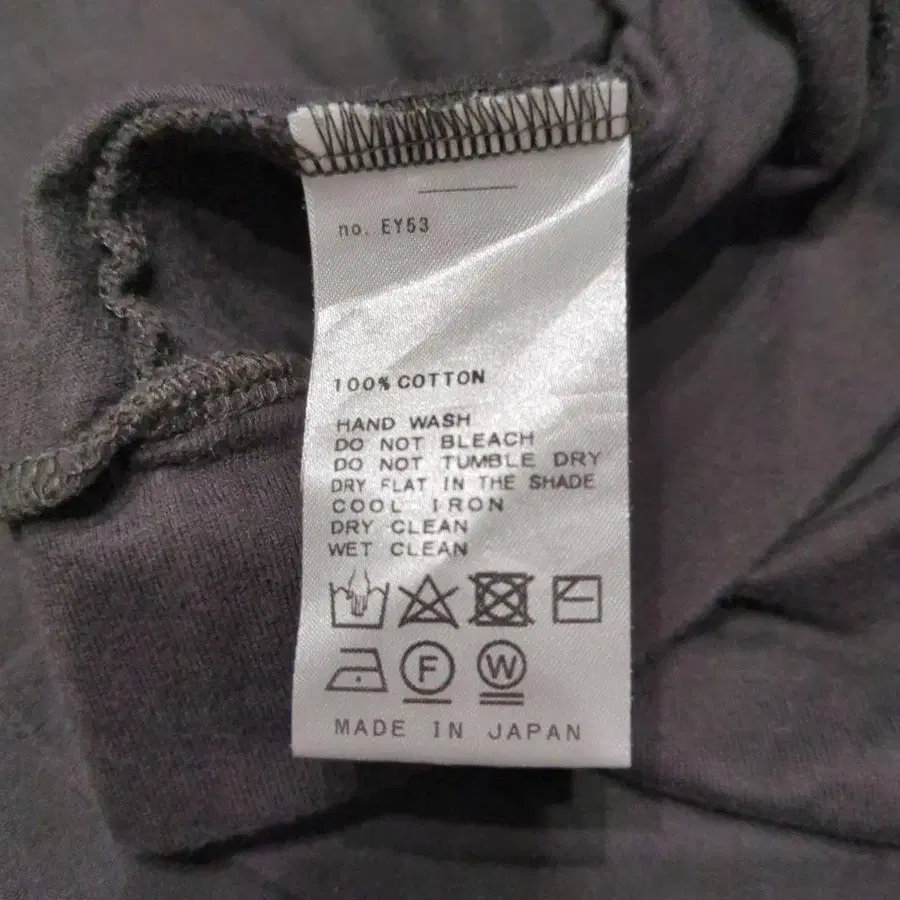 no. EY53
100% COTTON
HAND WASH
DO NOT BLEACH
DO NOT TUMBLE DRY
DRY FLAT IN THE SHADE
COOL IRON
DRY CLEAN
WET CLEAN
F W
MADE IN JAPAN